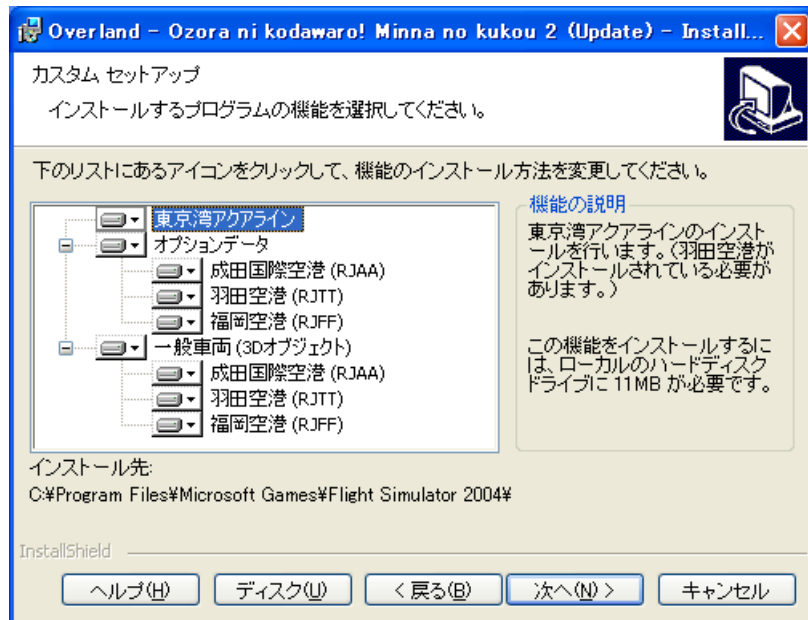 Overland - Ozora ni kodawaro! Minna no kukou 2 (Update) - Install...
カスタム セットアップ
インストールするプログラムの機能を選択してください。
下のリストにあるアイコンをクリックして、機能のインストール方法を変更してください。
東京湾アクアライン
オプションデータ
成田国際空港 (RJAA)
羽田空港 (RJTT)
福岡空港 (RJFF)
一般車両 (3Dオブジェクト)
成田国際空港 (RJAA)
羽田空港 (RJTT)
福岡空港 (RJFF)
機能の説明
東京湾アクアラインのインスト
ールを行います。(羽田空港が
インストールされている必要が
あります。)
この機能をインストールするに
は、ローカルのハードディスク
ドライブに 11MB が必要です。
インストール先:
C:¥Program Files¥Microsoft Games¥Flight Simulator 2004¥
InstallShield
ヘルプ(H)
ディスク(U)
< 戻る(B)
次へ(N) >
キャンセル